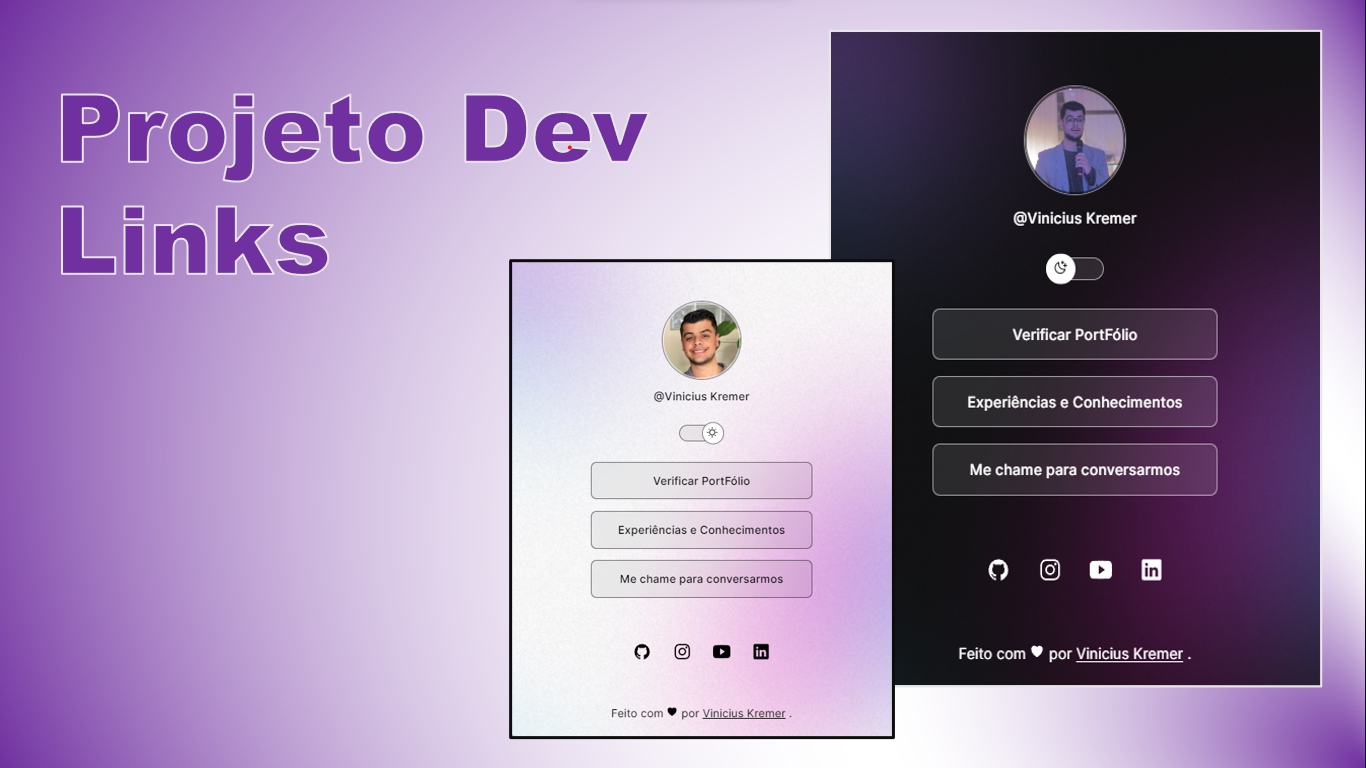 Projeto Dev
Links
@Vinicius Kremer
Verificar PortFólio
Experiências e Conhecimentos
Me chame para conversarmos
Feito com por Vinicius Kremer .
@Vinicius Kremer
Verificar PortFólio
Experiências e Conhecimentos
Me chame para conversarmos
Feito com por Vinicius Kremer .